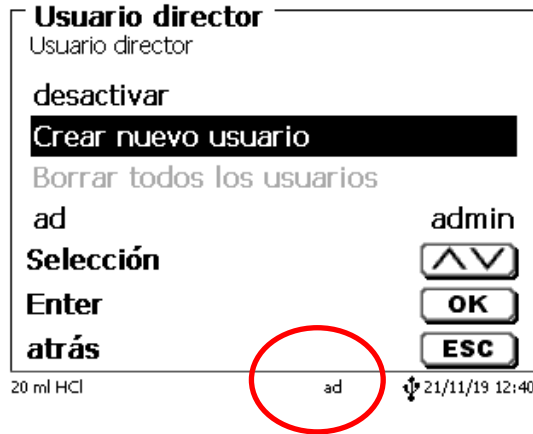 Usuario director
Usuario director
desactivar
Crear nuevo usuario
Borrar todos los usuarios
ad admin
Selección
Enter OK
atrás ESC
20 ml HCl ad 21/11/19 12:40